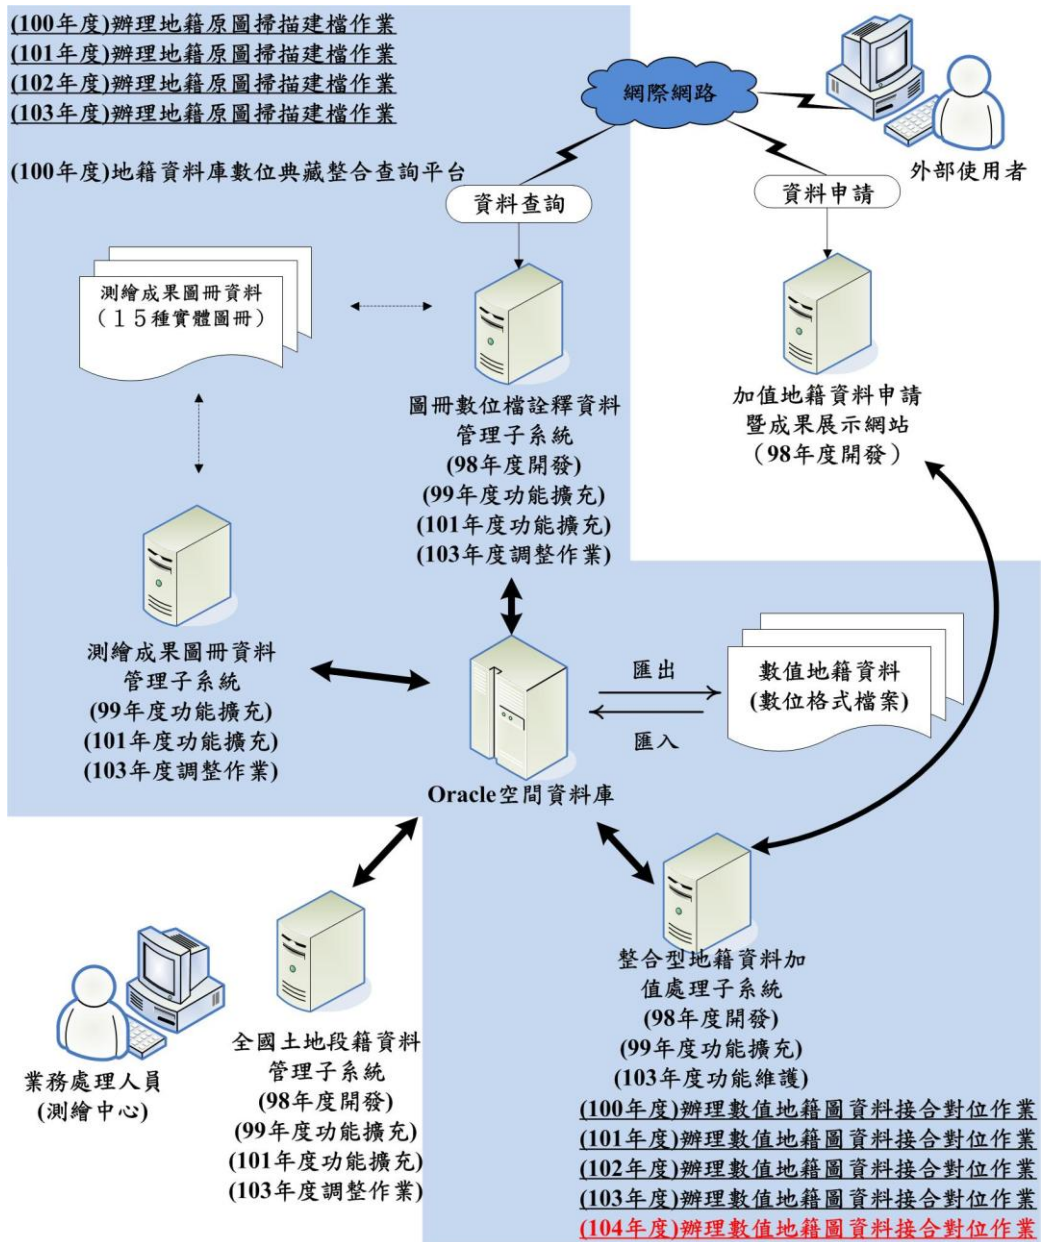 (100年度)辦理地籍原圖掃描建檔作業
(101年度)辦理地籍原圖掃描建檔作業
(102年度)辦理地籍原圖掃描建檔作業
(103年度)辦理地籍原圖掃描建檔作業
(100年度)地籍資料庫數位典藏整合查詢平台
網際網路
外部使用者
資料查詢
資料申請
測繪成果圖冊資料
(１５種實體圖冊)
圖冊數位檔詮釋資料
管理子系統
(98年度開發)
(99年度功能擴充)
(101年度功能擴充)
(103年度調整作業)
加值地籍資料申請
暨成果展示網站
(98年度開發)
測繪成果圖冊資料
管理子系統
(99年度功能擴充)
(101年度功能擴充)
(103年度調整作業)
Oracle空間資料庫
匯出
匯入
數值地籍資料
(數位格式檔案)
業務處理人員
(測繪中心)
全國土地段籍資料
管理子系統
(98年度開發)
(99年度功能擴充)
(101年度功能擴充)
(103年度調整作業)
整合型地籍資料加
值處理子系統
(98年度開發)
(99年度功能擴充)
(103年度功能維護)
(100年度)辦理數值地籍圖資料接合對位作業
(101年度)辦理數值地籍圖資料接合對位作業
(102年度)辦理數值地籍圖資料接合對位作業
(103年度)辦理數值地籍圖資料接合對位作業
(104年度)辦理數值地籍圖資料接合對位作業